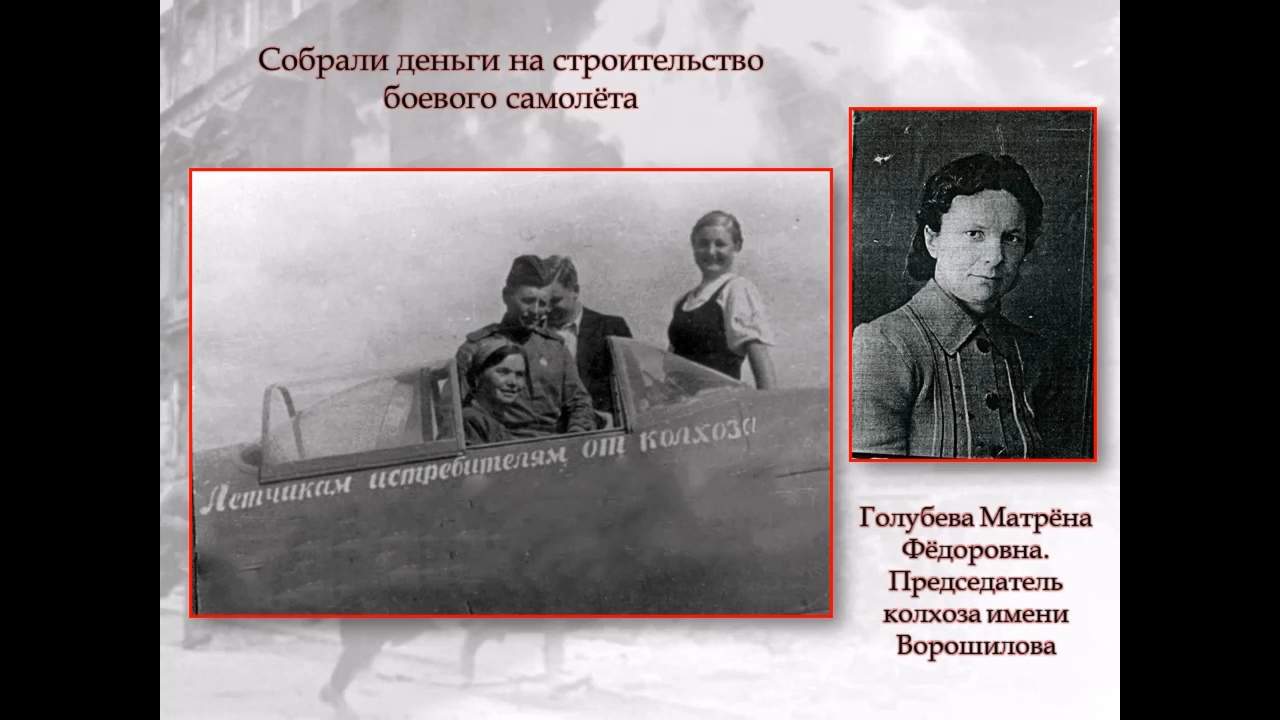 Собрали деньги на строительство
боевого самолёта
Летчикам истребителям от колхоза
Голубева Матрёна
Фёдоровна.
Председатель
колхоза имени
Ворошилова